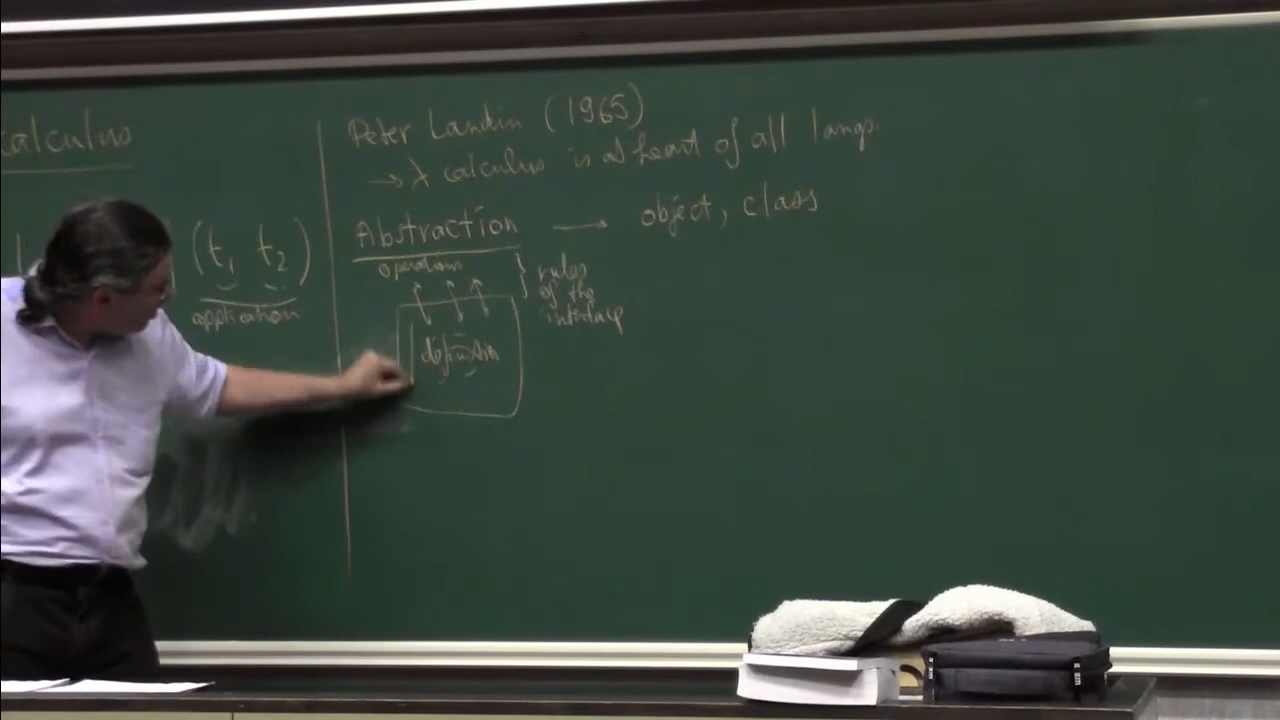 calculus
(t1 t2)
application
Peter Landin (1965)
→ λ calculus is at heart of all langs.
Abstraction → object, class
operations
} rules
of the
interface
definition